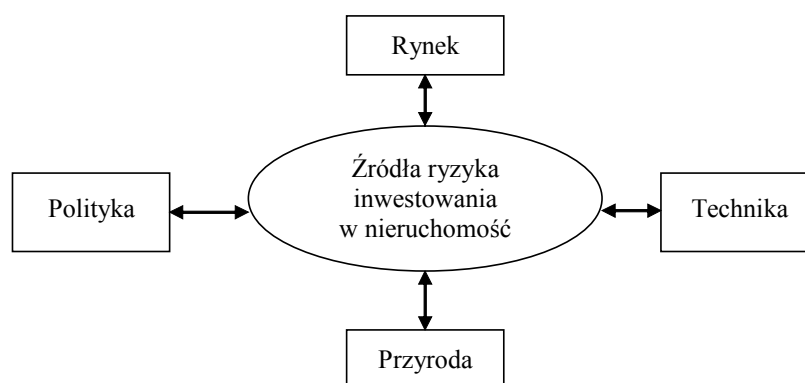 Rynek
Źródła ryzyka
inwestowania
w nieruchomość
Polityka
Technika
Przyroda